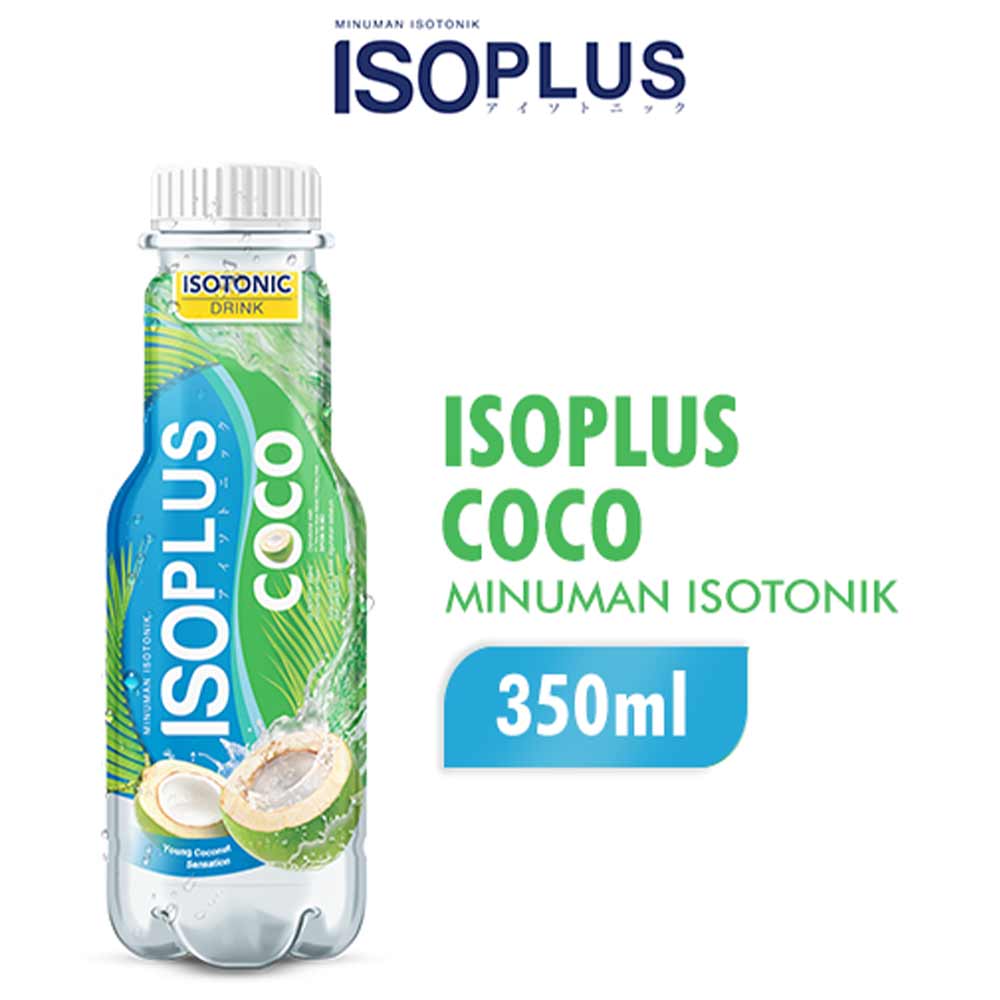 MINUMAN ISOTONIK
ISOPLUS
アイソトニック
ISOTONIC
DRINK
MINUMAN ISOTONIK
ISOPLUS
アイソトニック
COCO
Young Coconut
Sensation
ISOPLUS
COCO
MINUMAN ISOTONIK
350ml